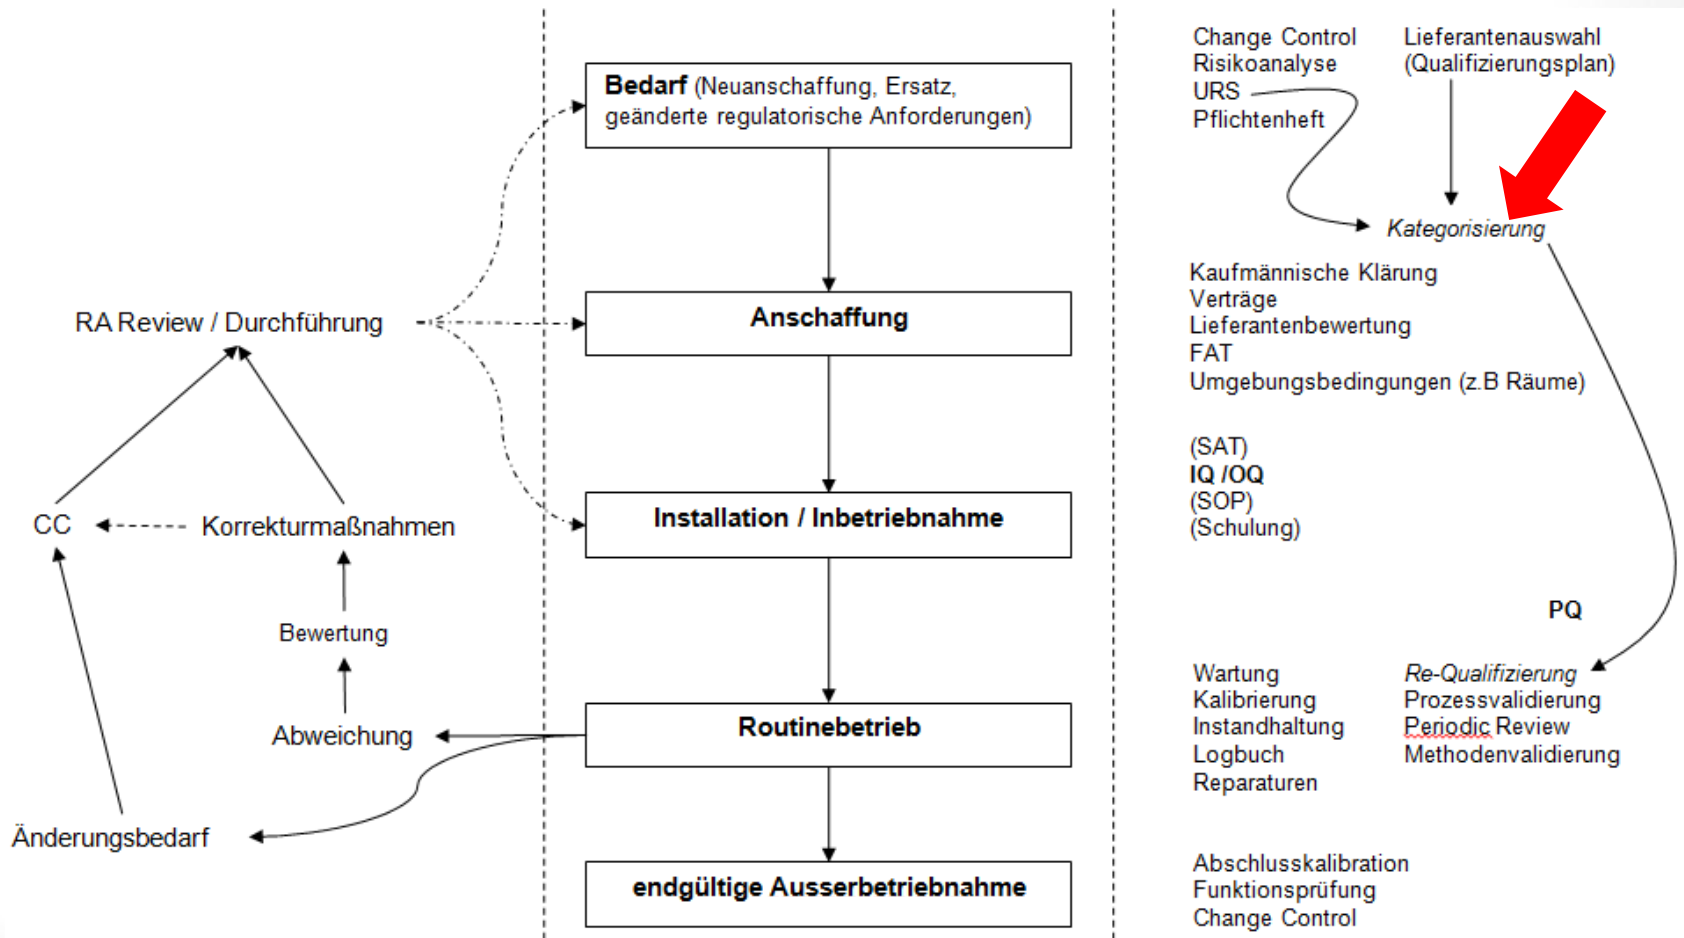 Bedarf (Neuanschaffung, Ersatz,
geänderte regulatorische Anforderungen)
Anschaffung
Installation / Inbetriebnahme
Routinebetrieb
endgültige Ausserbetriebnahme
RA Review / Durchführung
CC
Korrekturmaßnahmen
Bewertung
Abweichung
Änderungsbedarf
Change Control
Risikoanalyse
URS
Pflichtenheft
Lieferantenauswahl
(Qualifizierungsplan)
Kategorisierung
Kaufmännische Klärung
Verträge
Lieferantenbewertung
FAT
Umgebungsbedingungen (z.B Räume)
(SAT)
IQ /OQ
(SOP)
(Schulung)
PQ
Wartung
Kalibrierung
Instandhaltung
Logbuch
Reparaturen
Re-Qualifizierung
Prozessvalidierung
Periodic Review
Methodenvalidierung
Abschlusskalibration
Funktionsprüfung
Change Control